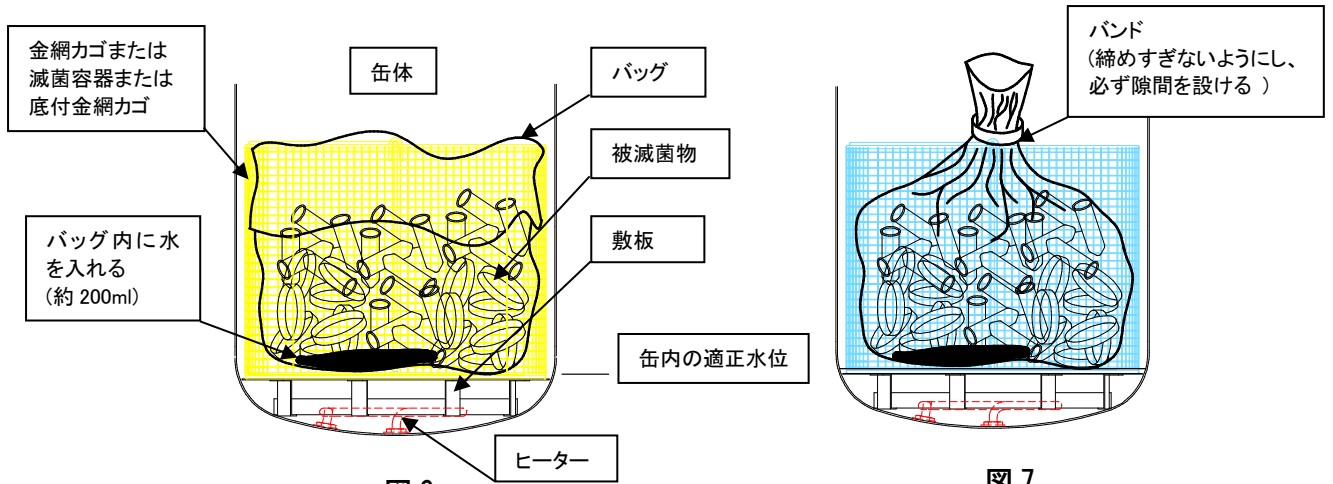 金網カゴまたは
滅菌容器または
底付金網カゴ
缶体
バッグ
被滅菌物
敷板
バッグ内に水
を入れる
(約 200ml)
缶内の適正水位
ヒーター
バンド
(締めすぎないようにし、
必ず隙間を設ける )
図 7